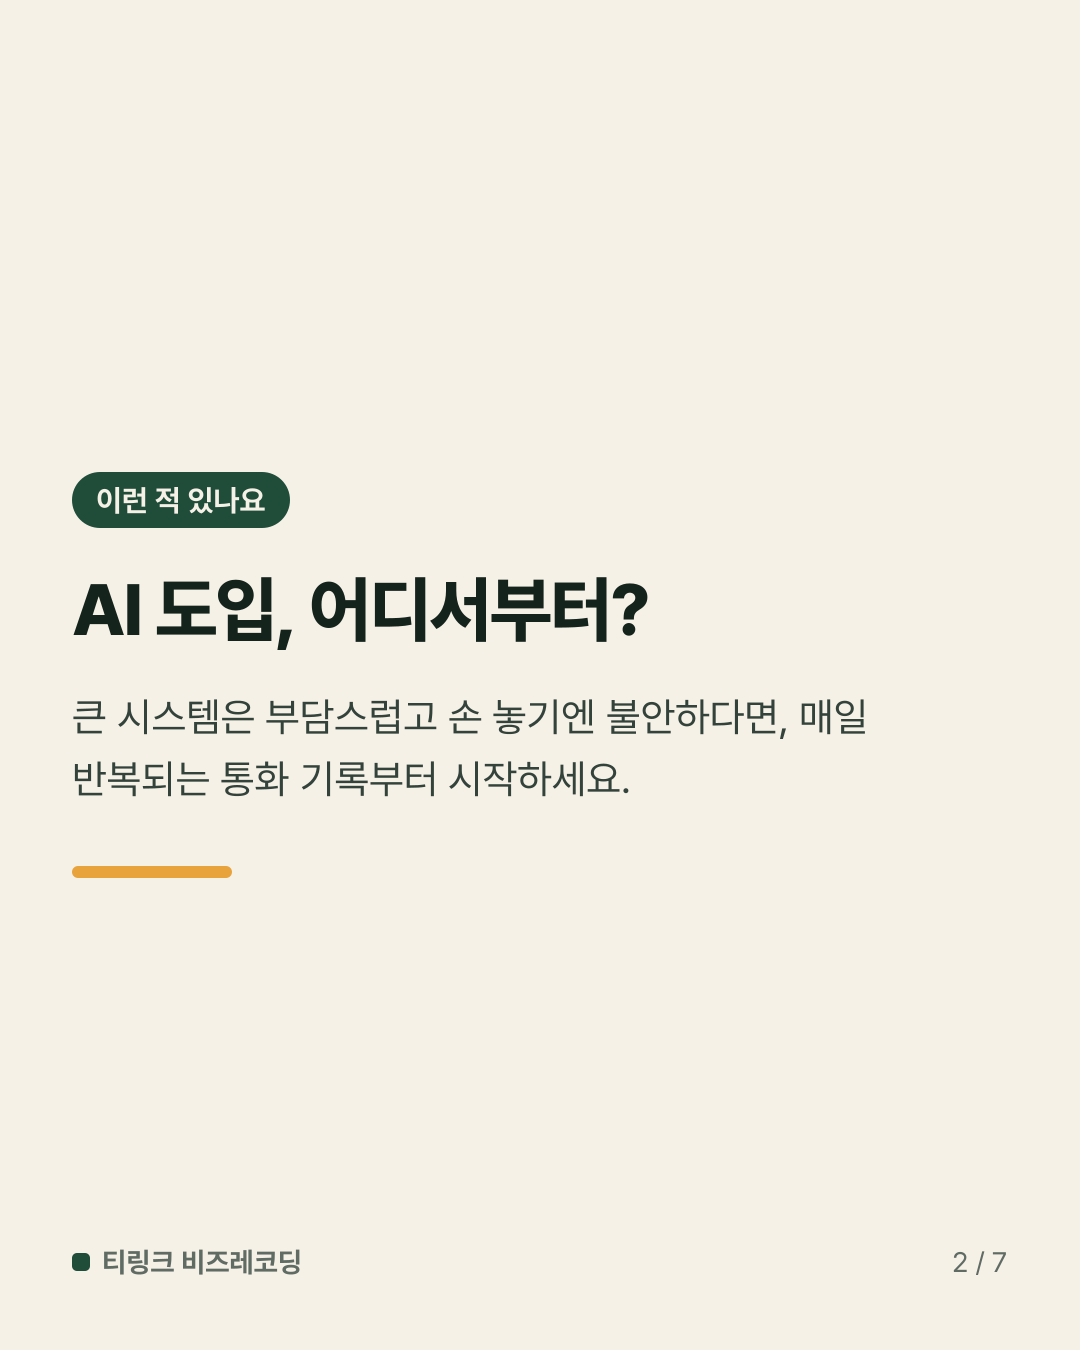 이런 적 있나요
AI 도입, 어디서부터?
큰 시스템은 부담스럽고 손 놓기엔 불안하다면, 매일
반복되는 통화 기록부터 시작하세요.
티링크 비즈레코딩
2 / 7